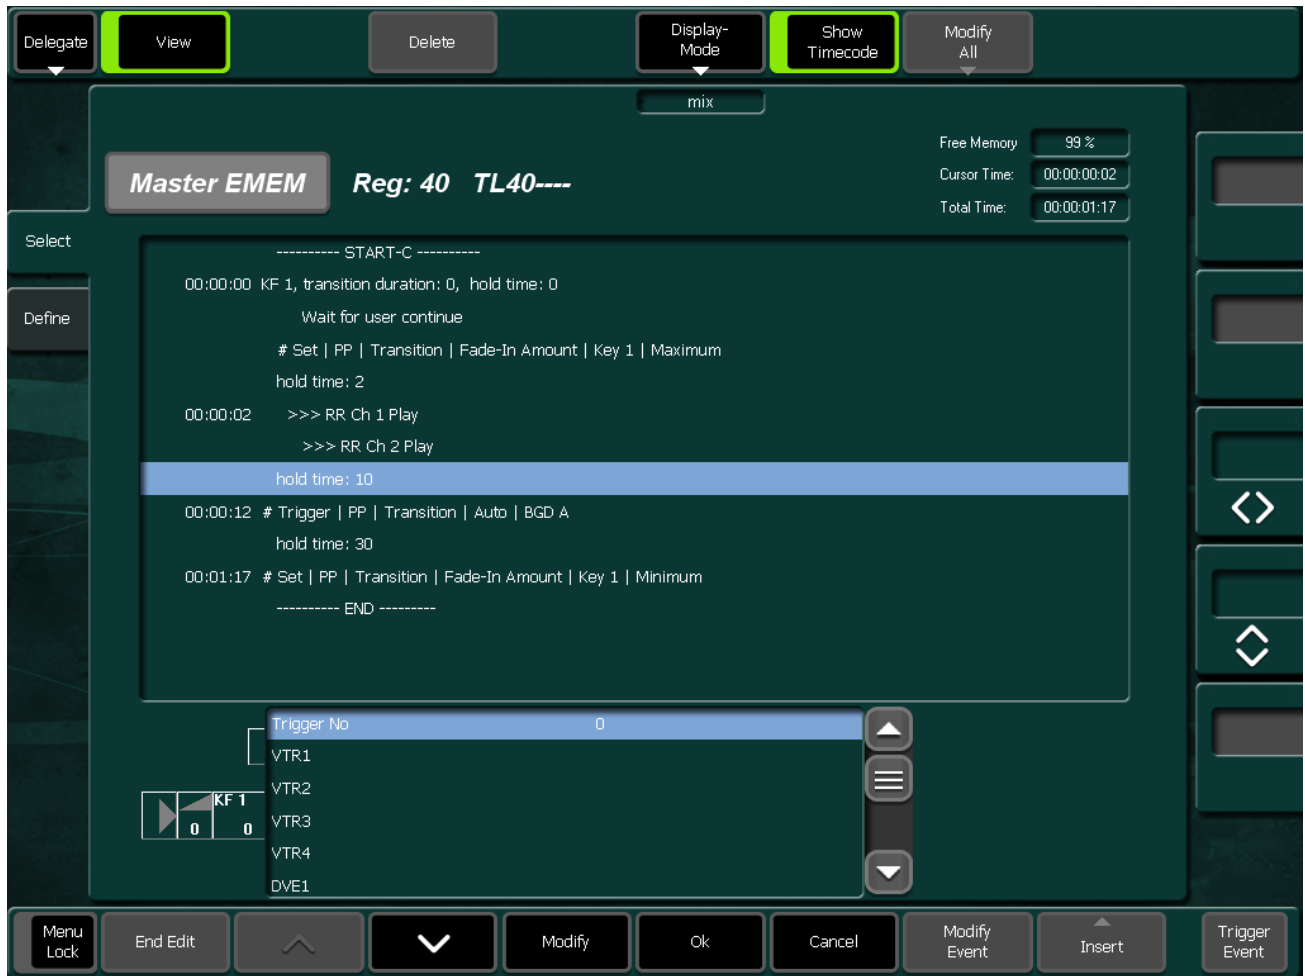 Delegate
View
Delete
Display-
Mode
Show
Timecode
Modify
All
mix
Free Memory 99 %
Master EMEM Reg: 40 TL40----
Cursor Time: 00:00:00:02
Total Time: 00:00:01:17
Select
Define
---------- START-C ----------
00:00:00 KF 1, transition duration: 0, hold time: 0
Wait for user continue
# Set | PP | Transition | Fade-In Amount | Key 1 | Maximum
hold time: 2
00:00:02 >>> RR Ch 1 Play
>>> RR Ch 2 Play
hold time: 10
00:00:12 # Trigger | PP | Transition | Auto | BGD A
hold time: 30
00:01:17 # Set | PP | Transition | Fade-In Amount | Key 1 | Minimum
---------- END ---------
Trigger No 0
VTR1
VTR2
VTR3
VTR4
DVE1
KF 1
0 0
Menu
Lock
End Edit
Modify
Ok
Cancel
Modify
Event
Insert
Trigger
Event